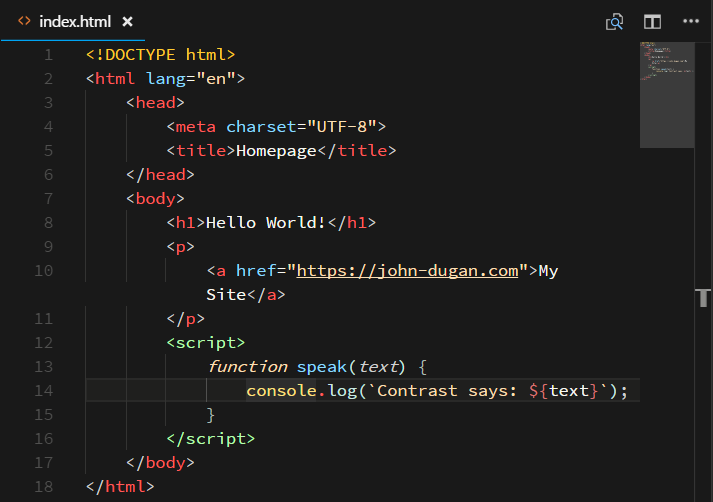 index.html
1 <!DOCTYPE html>
2 <html lang="en">
3 <head>
4 <meta charset="UTF-8">
5 <title>Homepage</title>
6 </head>
7 <body>
8 <h1>Hello World!</h1>
9 <p>
10 <a href="https://john-dugan.com">My
Site</a>
11 </p>
12 <script>
13 function speak(text) {
14 console.log(`Contrast says: ${text}`);
15 }
16 </script>
17 </body>
18 </html>